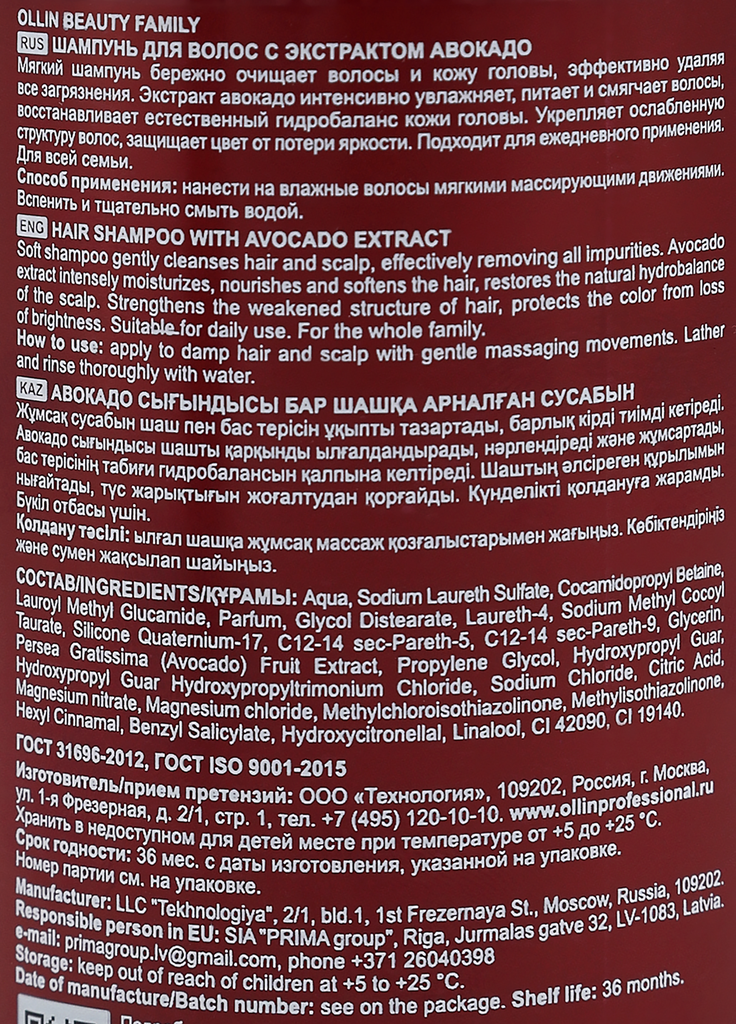 OLLIN BEAUTY FAMILY
RUS ШАМПУНЬ ДЛЯ ВОЛОС С ЭКСТРАКТОМ АВОКАДО
Мягкий шампунь бережно очищает волосы и кожу головы, эффективно удаляя
все загрязнения. Экстракт авокадо интенсивно увлажняет, питает и смягчает волосы,
восстанавливает естественный гидробаланс кожи головы. Укрепляет ослабленную
структуру волос, защищает цвет от потери яркости. Подходит для ежедневного применения.
Для всей семьи.
Способ применения: нанести на влажные волосы мягкими массирующими движениями.
Вспенить и тщательно смыть водой.
ENG HAIR SHAMPOO WITH AVOCADO EXTRACT
Soft shampoo gently cleanses hair and scalp, effectively removing all impurities. Avocado
extract intensely moisturizes, nourishes and softens the hair, restores the natural hydrobalance
of the scalp. Strengthens the weakened structure of hair, protects the color from loss
of brightness. Suitable for daily use. For the whole family.
How to use: apply to damp hair and scalp with gentle massaging movements. Lather
and rinse thoroughly with water.
KAZ АВОКАДО СЫҒЫНДЫСЫ БАР ШАШҚА АРНАЛҒАН СУСАБЫН
Жұмсақ сусабын шаш пен бас терісін ұқыпты тазартады, барлық кірді тиімді кетіреді.
Авокадо сығындысы шашты қарқынды ылғалдандырады, нәрлендіреді және жұмсартады,
бас терісінің табиғи гидробалансын қалпына келтіреді. Шаштың әлсіреген құрылымын
нығайтады, түс жарықтығын жоғалтудан қорғайды. Күнделікті қолдануға жарамды.
Бүкіл отбасы үшін.
Қолдану тәсілі: ылғал шашқа жұмсақ массаж қозғалыстарымен жағыңыз. Көбіктендіріңіз
және сумен жақсылап шайыңыз.
СОСТАВ/INGREDIENTS/ҚҰРАМЫ: Aqua, Sodium Laureth Sulfate, Cocamidopropyl Betaine,
Lauroyl Methyl Glucamide, Parfum, Glycol Distearate, Laureth-4, Sodium Methyl Cocoyl
Taurate, Silicone Quaternium-17, C12-14 sec-Pareth-5, C12-14 sec-Pareth-9, Glycerin,
Persea Gratissima (Avocado) Fruit Extract, Propylene Glycol, Hydroxypropyl Guar,
Hydroxypropyl Guar Hydroxypropyltrimonium Chloride, Sodium Chloride, Citric Acid,
Magnesium nitrate, Magnesium chloride, Methylchloroisothiazolinone, Methylisothiazolinone,
Hexyl Cinnamal, Benzyl Salicylate, Hydroxycitronellal, Linalool, CI 42090, CI 19140.
ГОСТ 31696-2012, ГОСТ ISO 9001-2015
Изготовитель/прием претензий: ООО «Технология», 109202, Россия, г. Москва,
ул. 1-я Фрезерная, д. 2/1, стр. 1, тел. +7 (495) 120-10-10. www.ollinprofessional.ru
Хранить в недоступном для детей месте при температуре от +5 до +25 °C.
Срок годности: 36 мес. с даты изготовления, указанной на упаковке.
Номер партии см. на упаковке.
Manufacturer: LLC "Tekhnologiya", 2/1, bld.1, 1st Frezernaya St., Moscow, Russia, 109202.
Responsible person in EU: SIA "PRIMA group", Riga, Jurmalas gatve 32, LV-1083, Latvia.
e-mail: primagroup.lv@gmail.com, phone +371 26040398
Storage: keep out of reach of children at +5 to +25 °C.
Date of manufacture/Batch number: see on the package. Shelf life: 36 months.